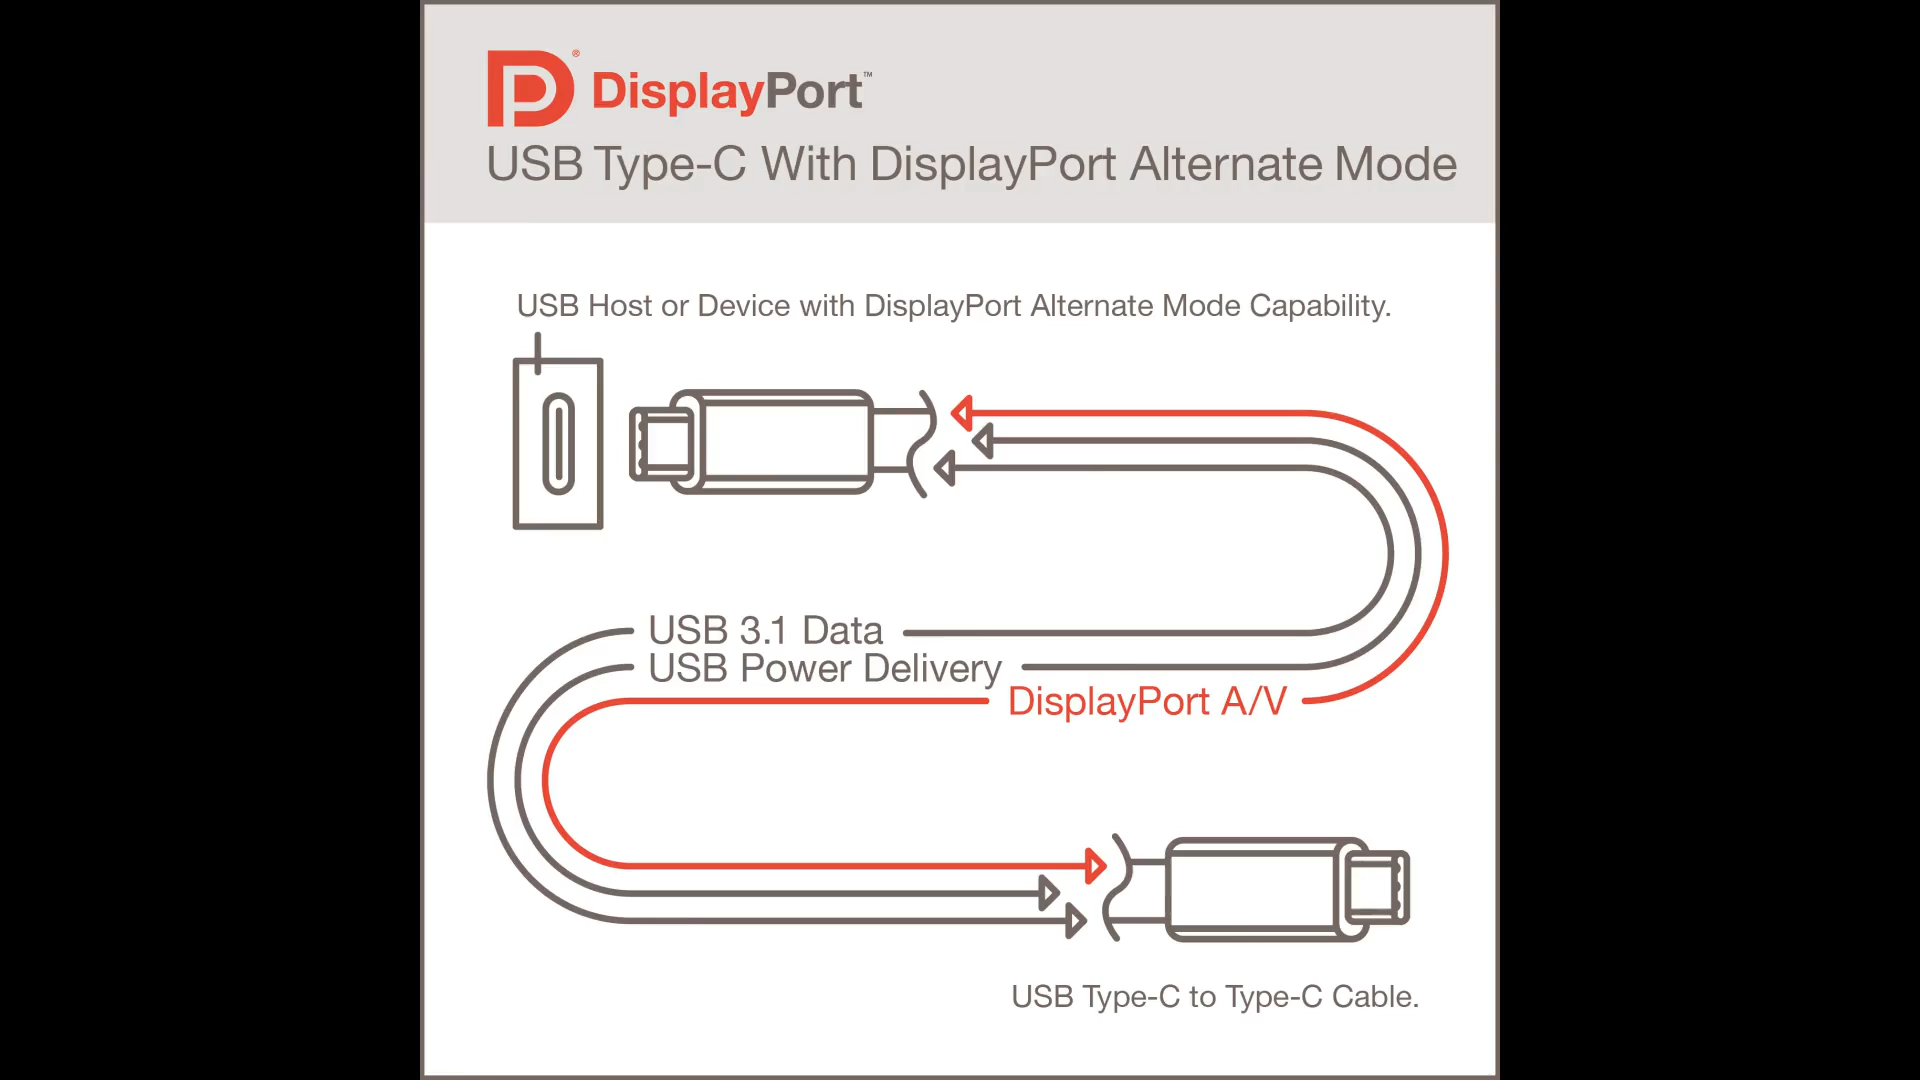 DisplayPort™
USB Type-C With DisplayPort Alternate Mode
USB Host or Device with DisplayPort Alternate Mode Capability.
USB 3.1 Data
USB Power Delivery
DisplayPort A/V
USB Type-C to Type-C Cable.